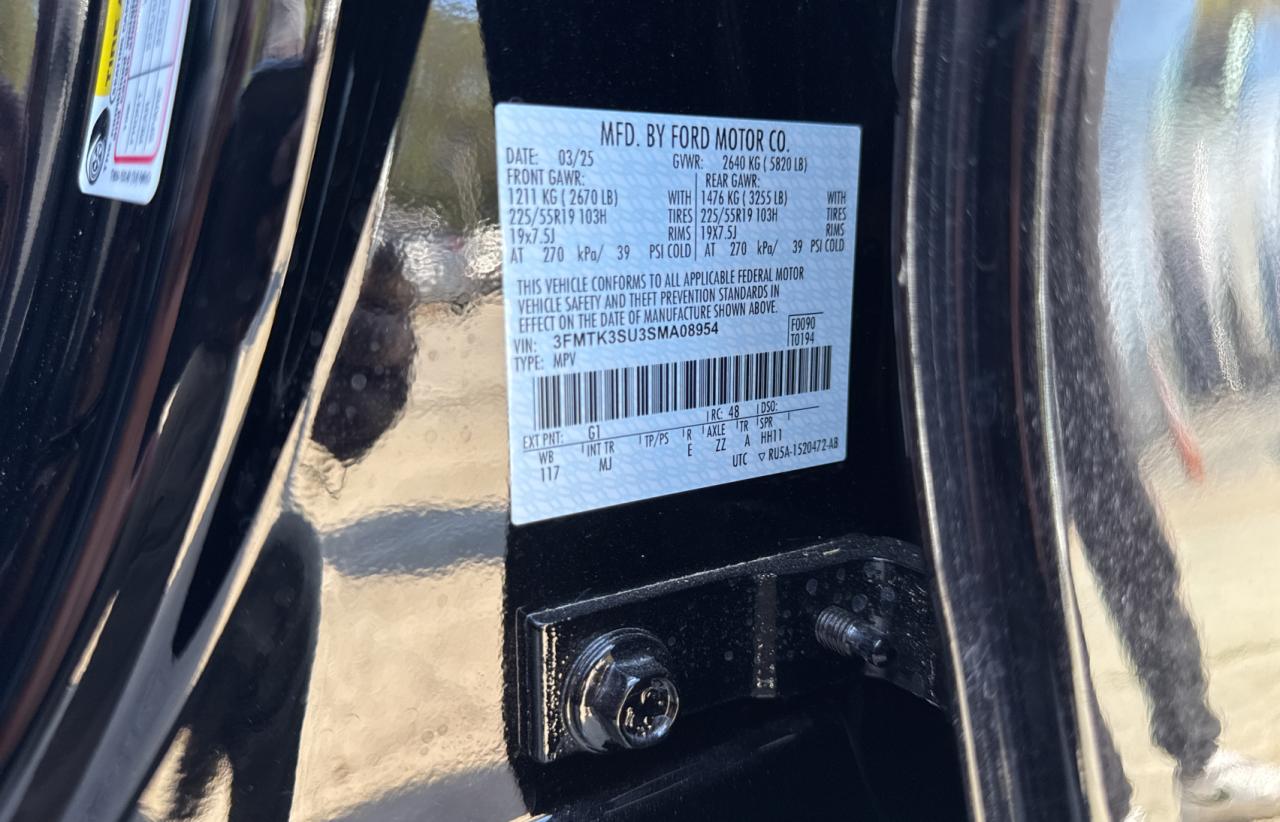 MFD. BY FORD MOTOR CO.
DATE: 03/25 GVWR: 2640 KG ( 5820 LB)
FRONT GAWR: REAR GAWR:
1211 KG ( 2670 LB) WITH 1476 KG ( 3255 LB) WITH
225/55R19 103H TIRES 225/55R19 103H TIRES
19x7.5J RIMS 19x7.5J RIMS
AT 270 kPa/ 39 PSI COLD AT 270 kPa/ 39 PSI COLD
THIS VEHICLE CONFORMS TO ALL APPLICABLE FEDERAL MOTOR
VEHICLE SAFETY AND THEFT PREVENTION STANDARDS IN
EFFECT ON THE DATE OF MANUFACTURE SHOWN ABOVE.
VIN: 3FMTK3SU3SMA08954 F0090
TYPE: MPV T0194
EXT PNT: G1 RC: 48 DSO:
WB INT TR TP/PS R AXLE TR SPR
117 MJ E ZZ A HH11
UTC ▽ RU5A-1520472-AB